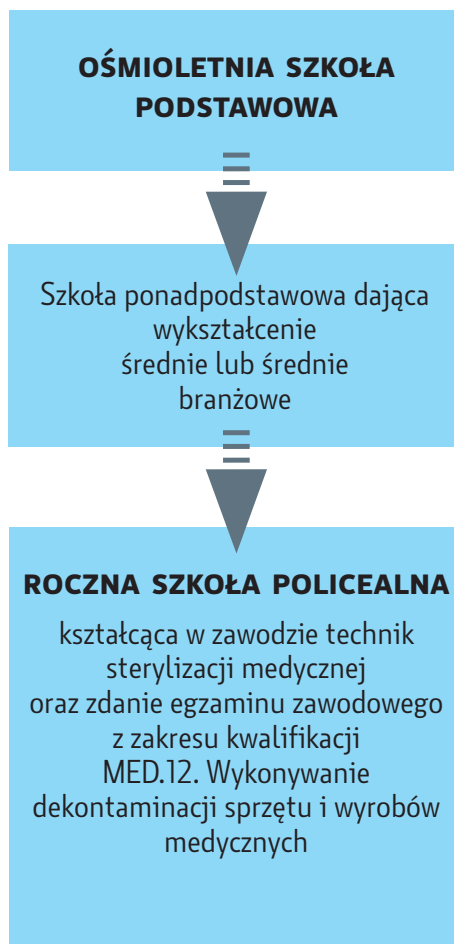 OŚMIOLETNIA SZKOŁA
PODSTAWOWA
Szkoła ponadpodstawowa dająca
wykształcenie
średnie lub średnie
branżowe
ROCZNA SZKOŁA POLICEALNA
kształcąca w zawodzie technik
sterylizacji medycznej
oraz zdanie egzaminu zawodowego
z zakresu kwalifikacji
MED.12. Wykonywanie
dekontaminacji sprzętu i wyrobów
medycznych